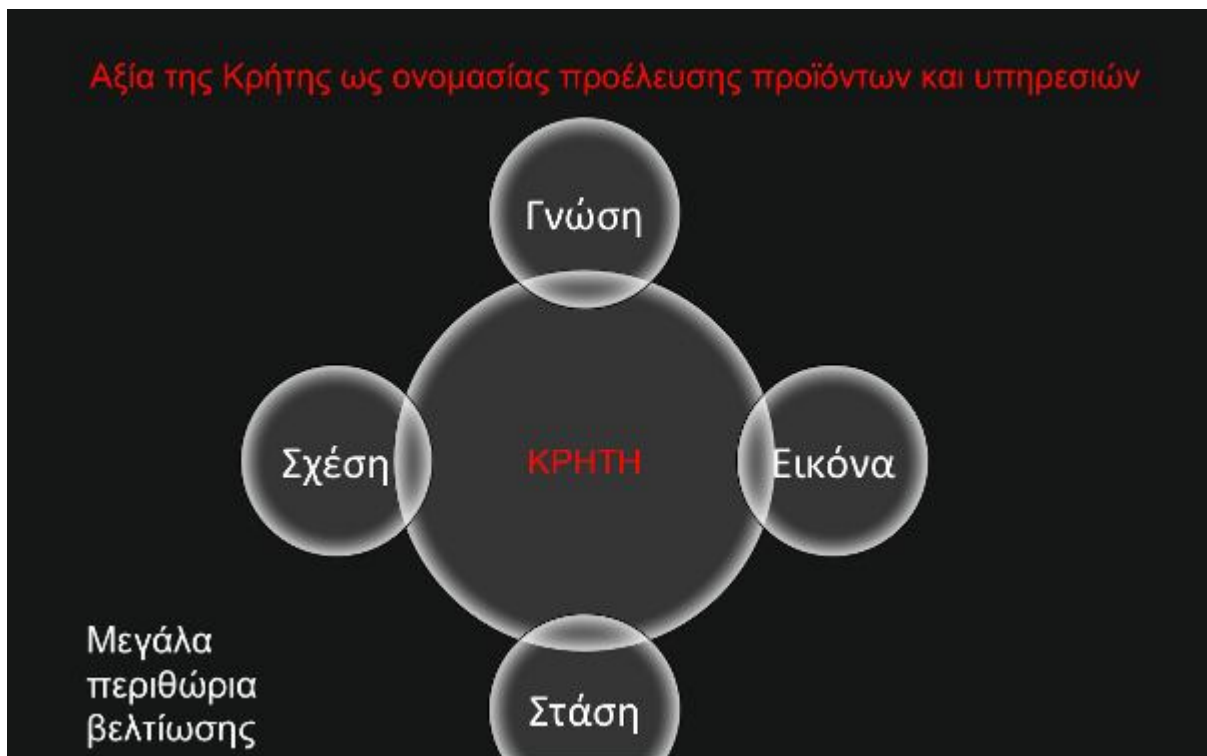 Αξία της Κρήτης ως ονομασίας προέλευσης προϊόντων και υπηρεσιών
Γνώση
Σχέση
ΚΡΗΤΗ
Εικόνα
Μεγάλα
περιθώρια
βελτίωσης
Στάση